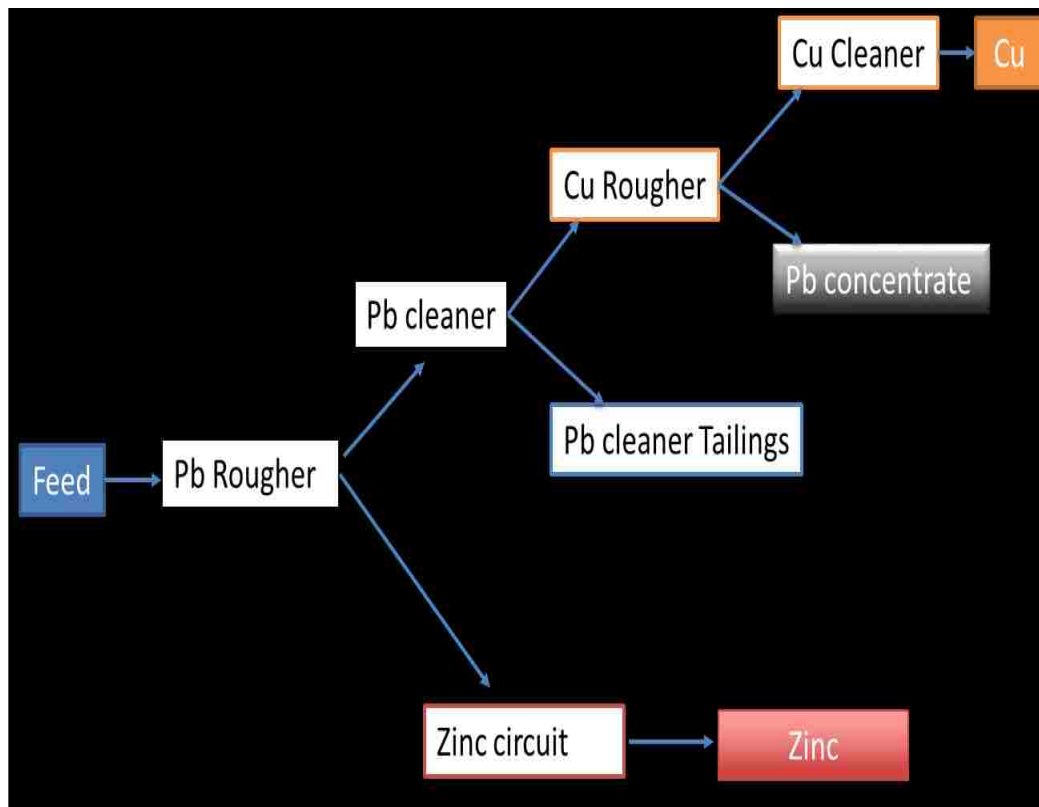 Cu Cleaner
Cu
Cu Rougher
Pb concentrate
Pb cleaner
Pb cleaner Tailings
Feed
Pb Rougher
Zinc circuit
Zinc